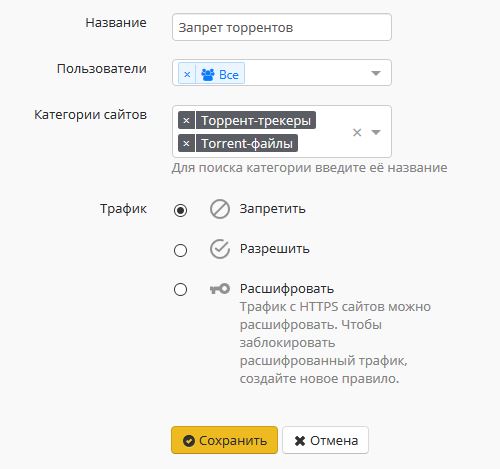 Название
Запрет торрентов
Пользователи
× Все
Категории сайтов
× Торрент-трекеры
× Torrent-файлы
Для поиска категории введите её название
Трафик
Запретить
Разрешить
Расшифровать
Трафик с HTTPS сайтов можно
расшифровать. Чтобы
заблокировать
расшифрованный трафик,
создайте новое правило.
Сохранить
Отмена